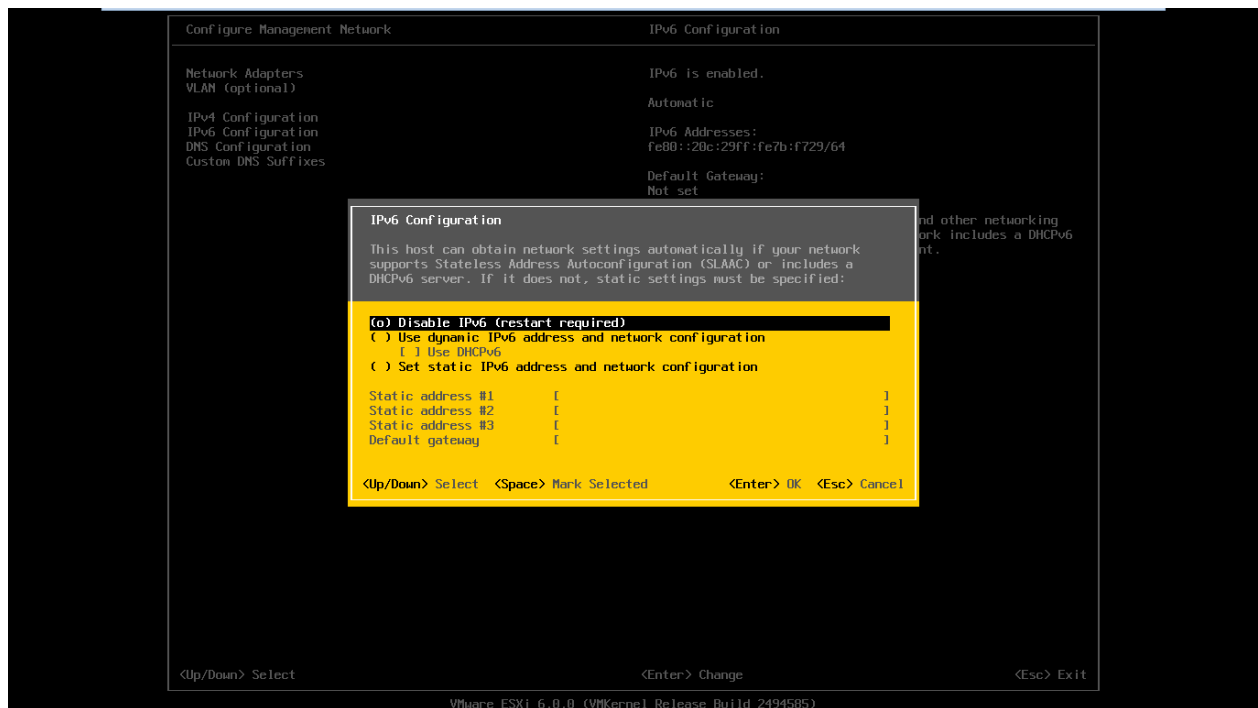 Configure Management Network
IPv6 Configuration
Network Adapters
VLAN (optional)
IPv4 Configuration
IPv6 Configuration
DNS Configuration
Custom DNS Suffixes
IPv6 is enabled.
Automatic
IPv6 Addresses:
fe80::20c:29ff:fe7b:f729/64
Default Gateway:
Not set
nd other networking
ork includes a DHCPv6
nt.
IPv6 Configuration
This host can obtain network settings automatically if your network
supports Stateless Address Autoconfiguration (SLAAC) or includes a
DHCPv6 server. If it does not, static settings must be specified:
(o) Disable IPv6 (restart required)
( ) Use dynamic IPv6 address and network configuration
[ ] Use DHCPv6
( ) Set static IPv6 address and network configuration
Static address #1 [ ]
Static address #2 [ ]
Static address #3 [ ]
Default gateway [ ]
<Up/Down> Select <Space> Mark Selected <Enter> OK <Esc> Cancel
<Up/Down> Select <Enter> Change <Esc> Exit
VMware ESXi 6.0.0 (VMKernel Release Build 2494585)